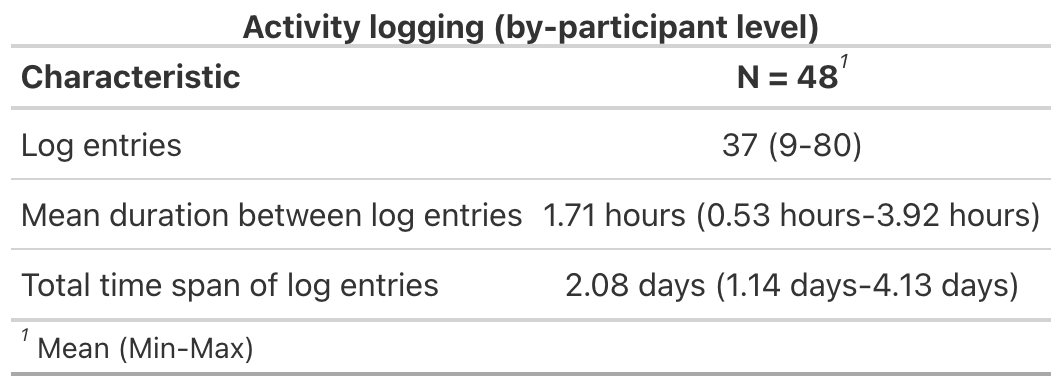 Activity logging (by-participant level)
Characteristic N = 48¹
Log entries 37 (9-80)
Mean duration between log entries 1.71 hours (0.53 hours-3.92 hours)
Total time span of log entries 2.08 days (1.14 days-4.13 days)
¹ Mean (Min-Max)